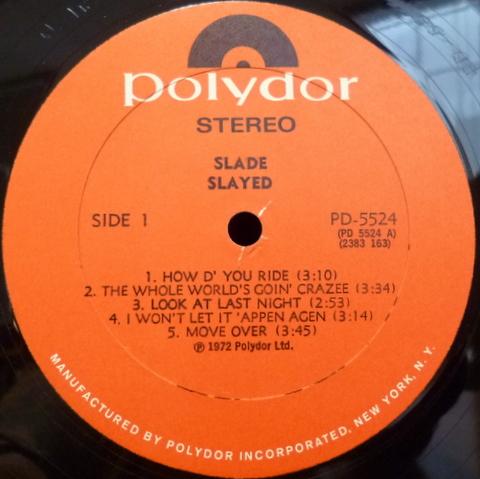 polydor
STEREO
SLADE
SLAYED
SIDE 1
PD-5524
(PD 5524 A)
(2383 163)
1. HOW D' YOU RIDE (3:10)
2. THE WHOLE WORLD'S GOIN' CRAZEE (3:34)
3. LOOK AT LAST NIGHT (2:53)
4. I WON'T LET IT 'APPEN AGEN (3:14)
5. MOVE OVER (3:45)
℗ 1972 Polydor Ltd.
MANUFACTURED BY POLYDOR INCORPORATED, NEW YORK, N.Y.